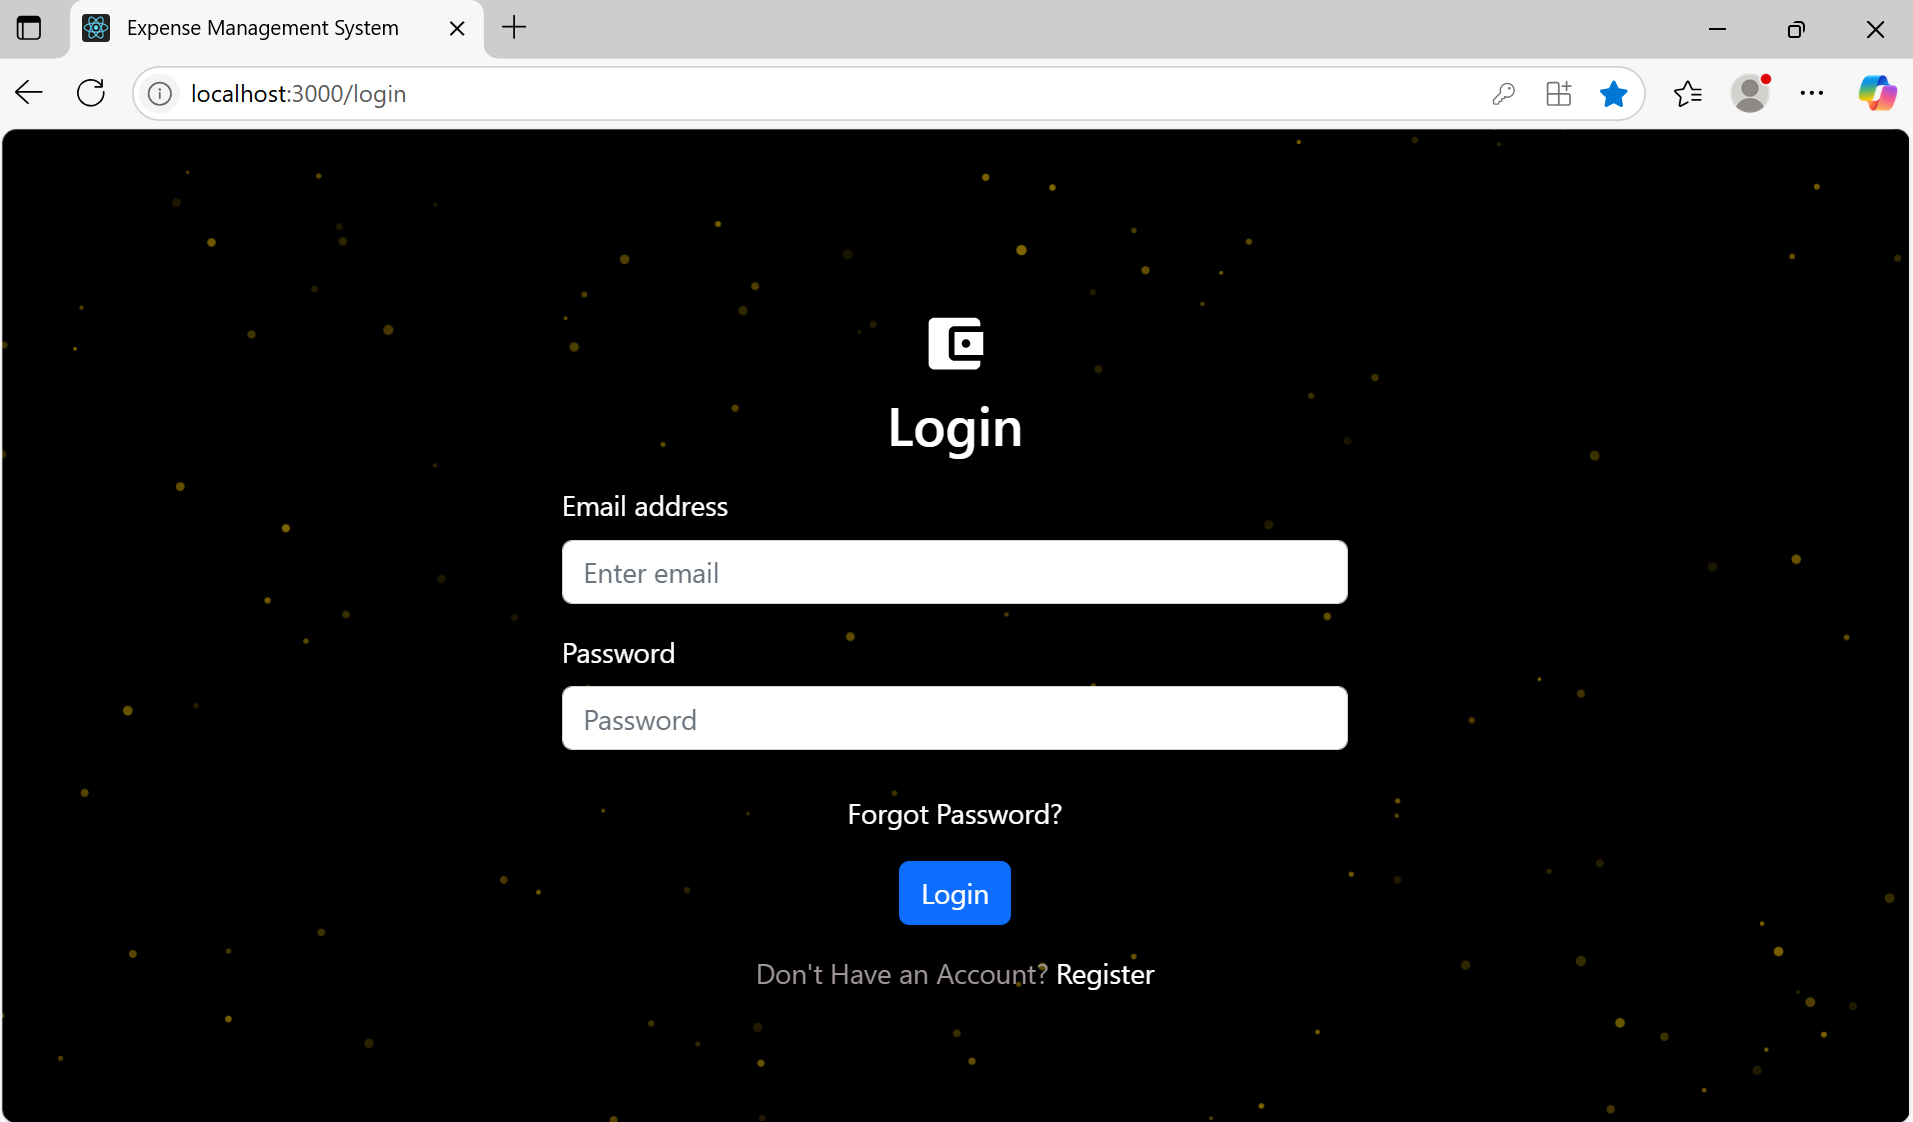 Expense Management System
localhost:3000/login
Login
Email address
Enter email
Password
Password
Forgot Password?
Login
Don't Have an Account? Register